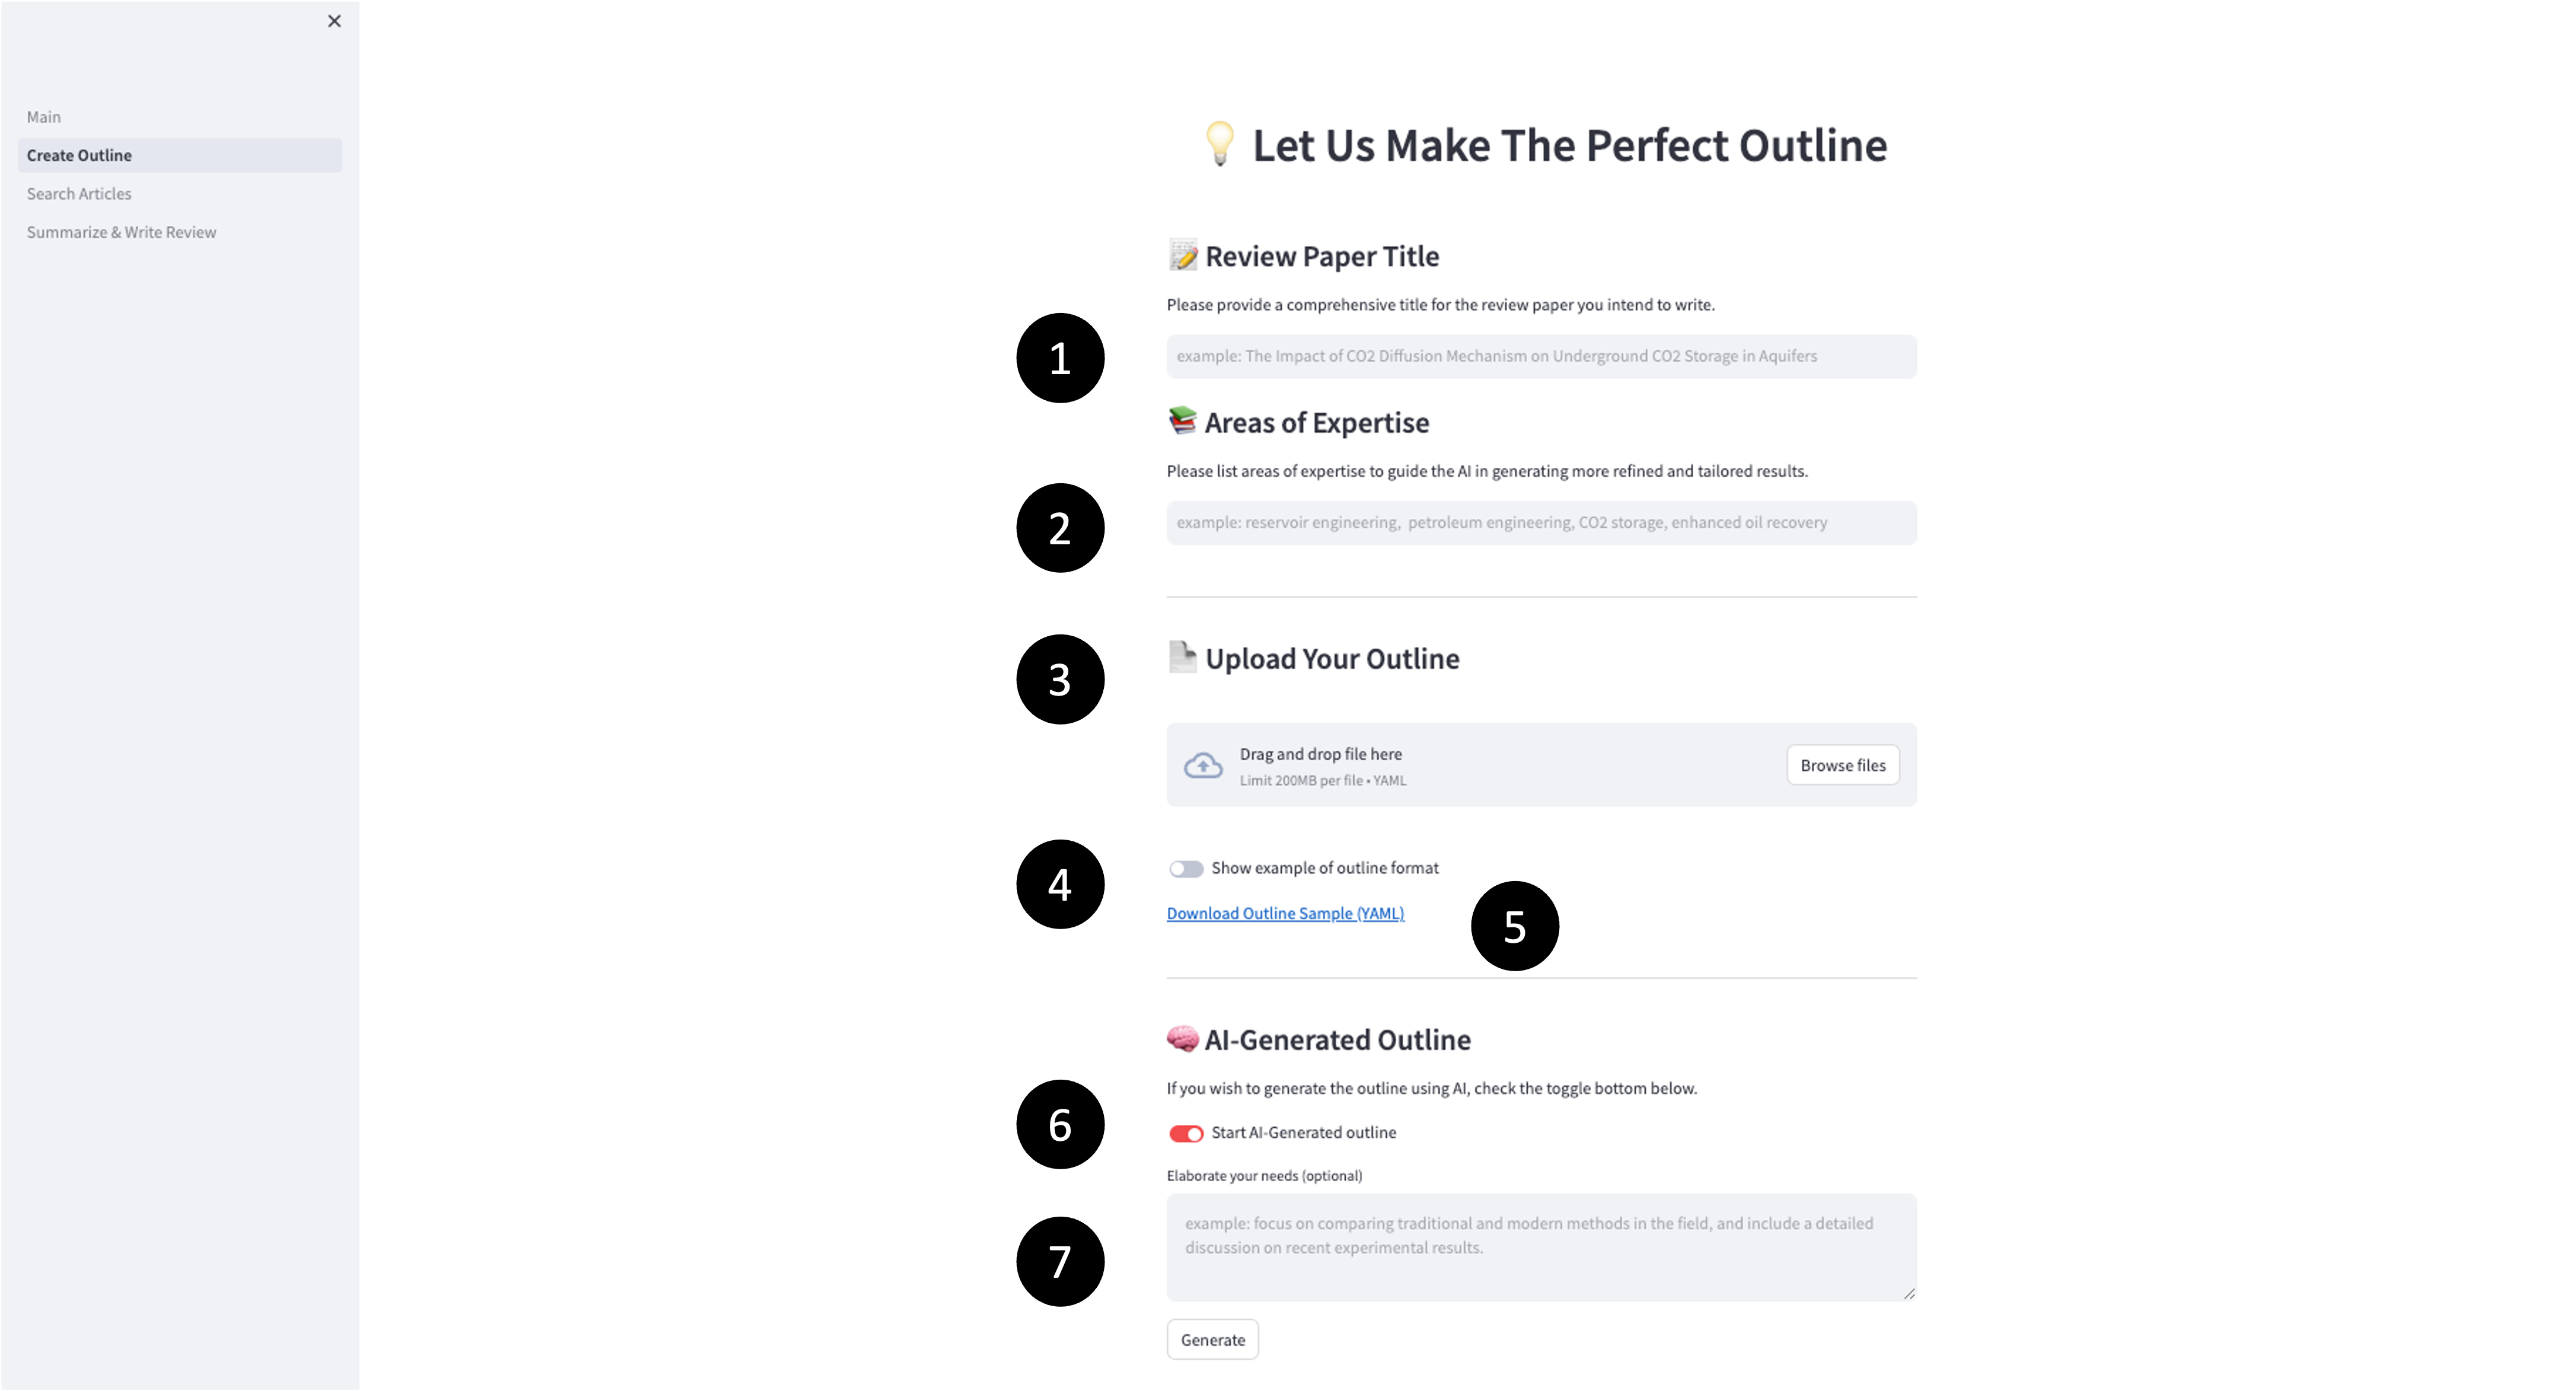 Main
Create Outline
Search Articles
Summarize & Write Review
Let Us Make The Perfect Outline
Review Paper Title
Please provide a comprehensive title for the review paper you intend to write.
1
example: The Impact of CO2 Diffusion Mechanism on Underground CO2 Storage in Aquifers
Areas of Expertise
Please list areas of expertise to guide the AI in generating more refined and tailored results.
2
example: reservoir engineering, petroleum engineering, CO2 storage, enhanced oil recovery
3
Upload Your Outline
Drag and drop file here
Limit 200MB per file • YAML
Browse files
4
Show example of outline format
Download Outline Sample (YAML)
5
AI-Generated Outline
If you wish to generate the outline using AI, check the toggle bottom below.
6
Start AI-Generated outline
Elaborate your needs (optional)
7
example: focus on comparing traditional and modern methods in the field, and include a detailed
discussion on recent experimental results.
Generate